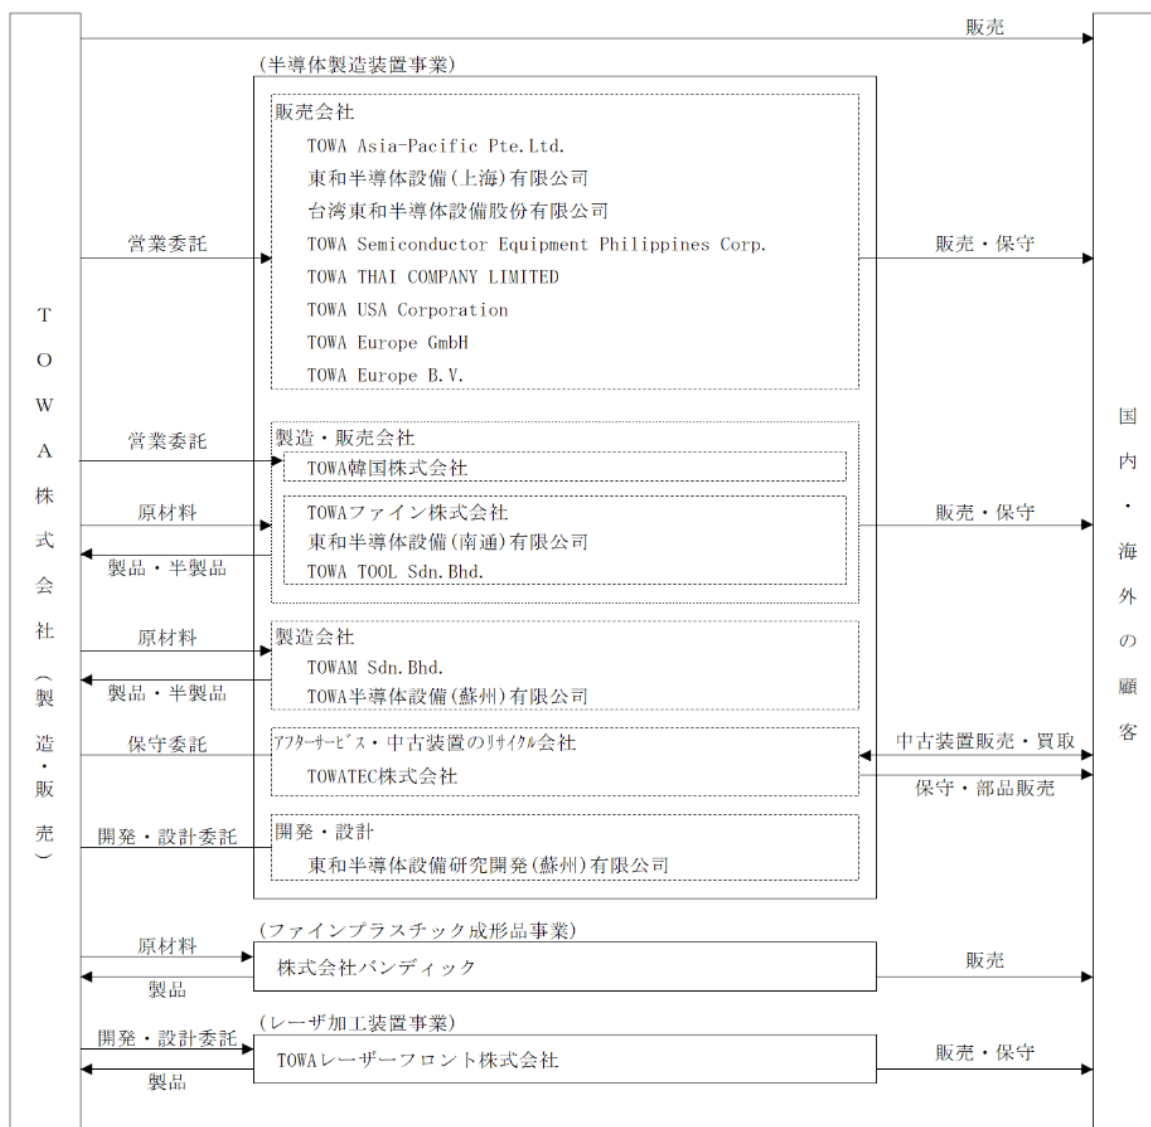 販売
(半導体製造装置事業)
販売会社
TOWA Asia-Pacific Pte.Ltd.
東和半導体設備(上海)有限公司
台湾東和半導体設備股份有限公司
営業委託
TOWA Semiconductor Equipment Philippines Corp.
販売・保守
TOWA THAI COMPANY LIMITED
TOWA USA Corporation
TOWA Europe GmbH
TOWA Europe B.V.
TOWA株式会社(製造・販売)
国内・海外の顧客
営業委託
製造・販売会社
TOWA韓国株式会社
原材料
TOWAファイン株式会社
販売・保守
東和半導体設備(南通)有限公司
製品・半製品
TOWA TOOL Sdn.Bhd.
原材料
製造会社
TOWAM Sdn.Bhd.
製品・半製品
TOWA半導体設備(蘇州)有限公司
保守委託
アフターサービス・中古装置のリサイクル会社
中古装置販売・買取
TOWATEC株式会社
保守・部品販売
開発・設計委託
開発・設計
東和半導体設備研究開発(蘇州)有限公司
(ファインプラスチック成形品事業)
原材料
株式会社バンディック
販売
製品
(レーザ加工装置事業)
開発・設計委託
TOWAレーザーフロント株式会社
販売・保守
製品